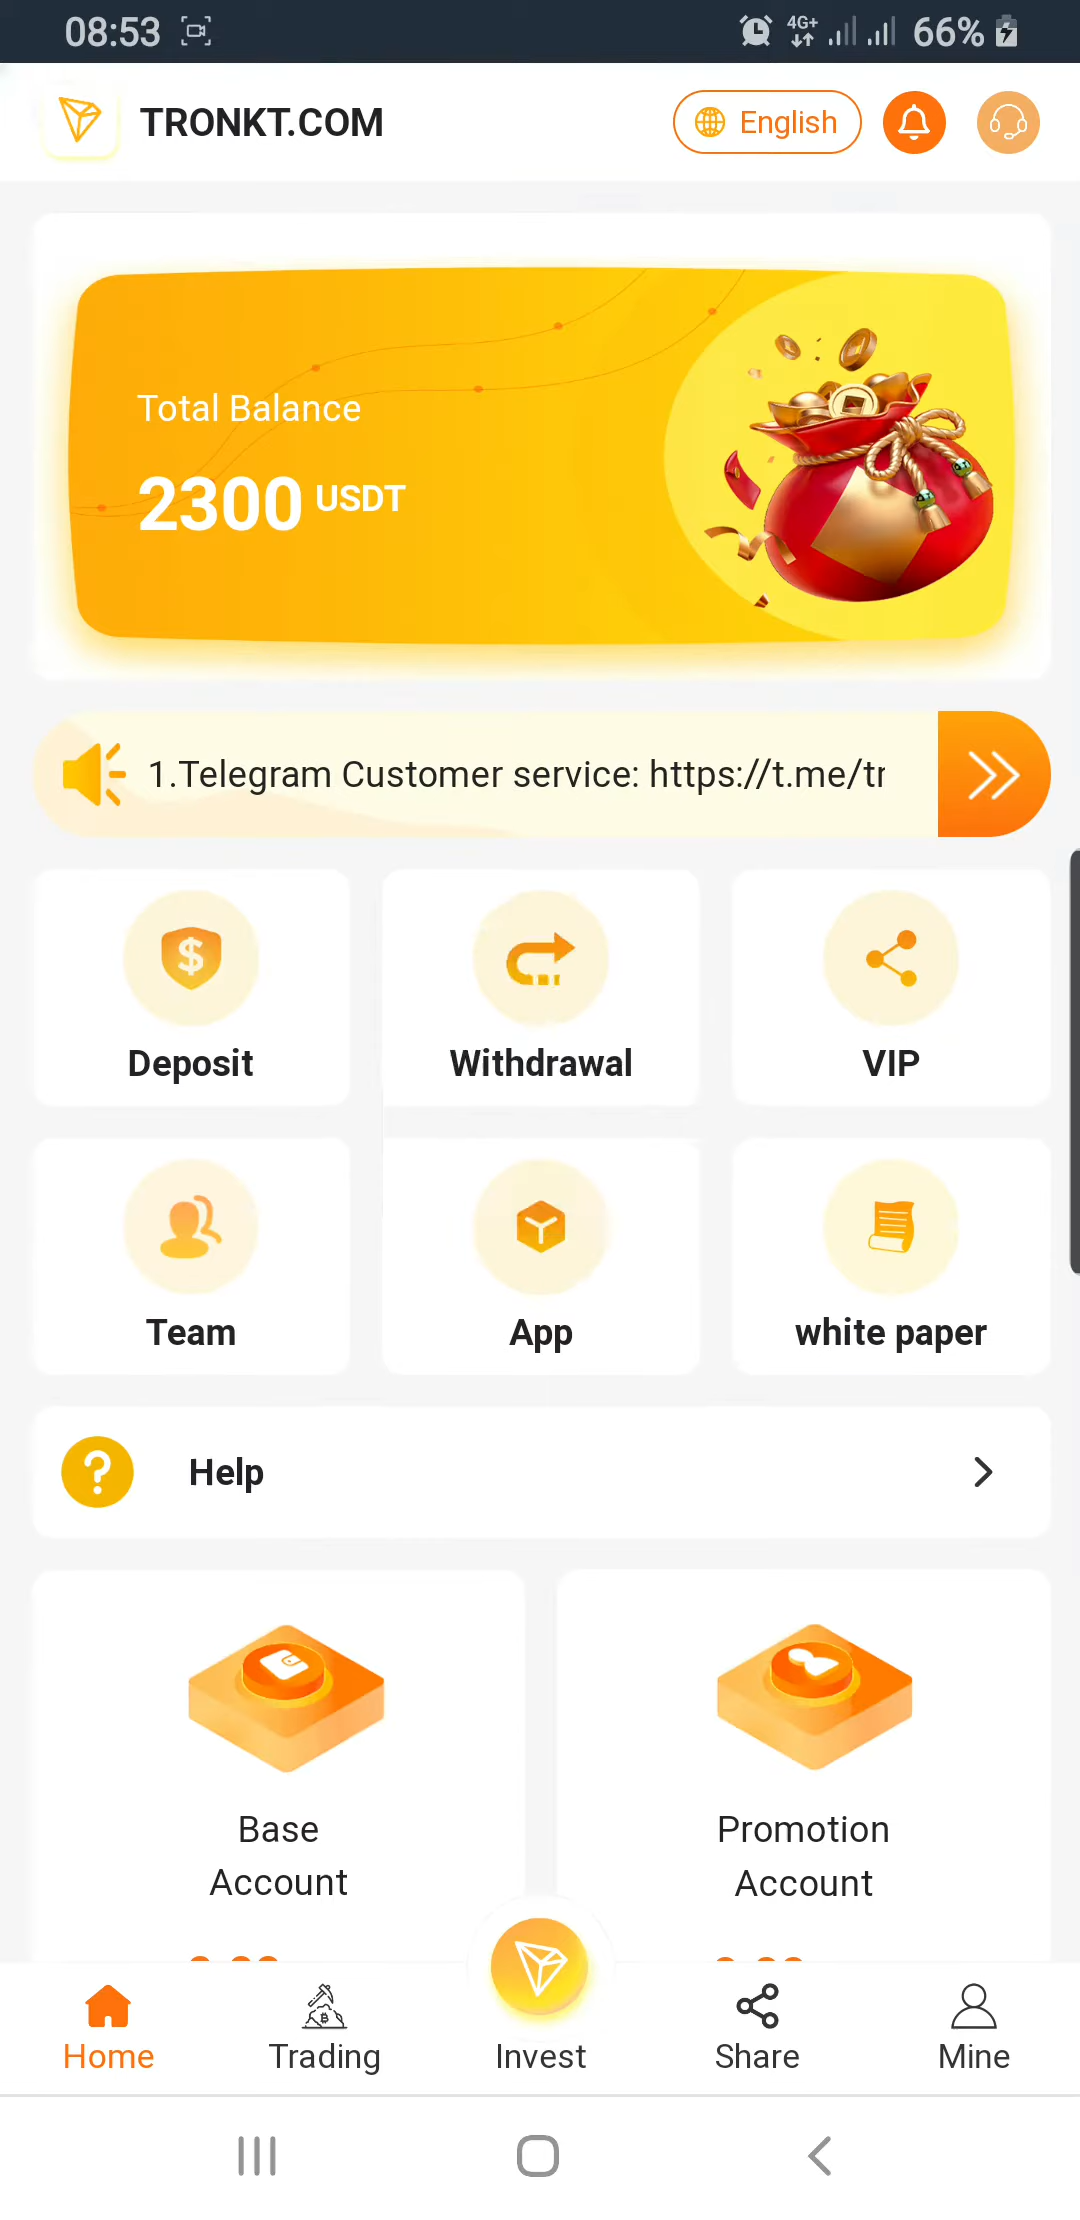 08:53
4G+
66%
TRONKT.COM
English
Total Balance
2300 USDT
1.Telegram Customer service: https://t.me/tr
Deposit
Withdrawal
VIP
Team
App
white paper
Help
Base
Account
Promotion
Account
Home
Trading
Invest
Share
Mine